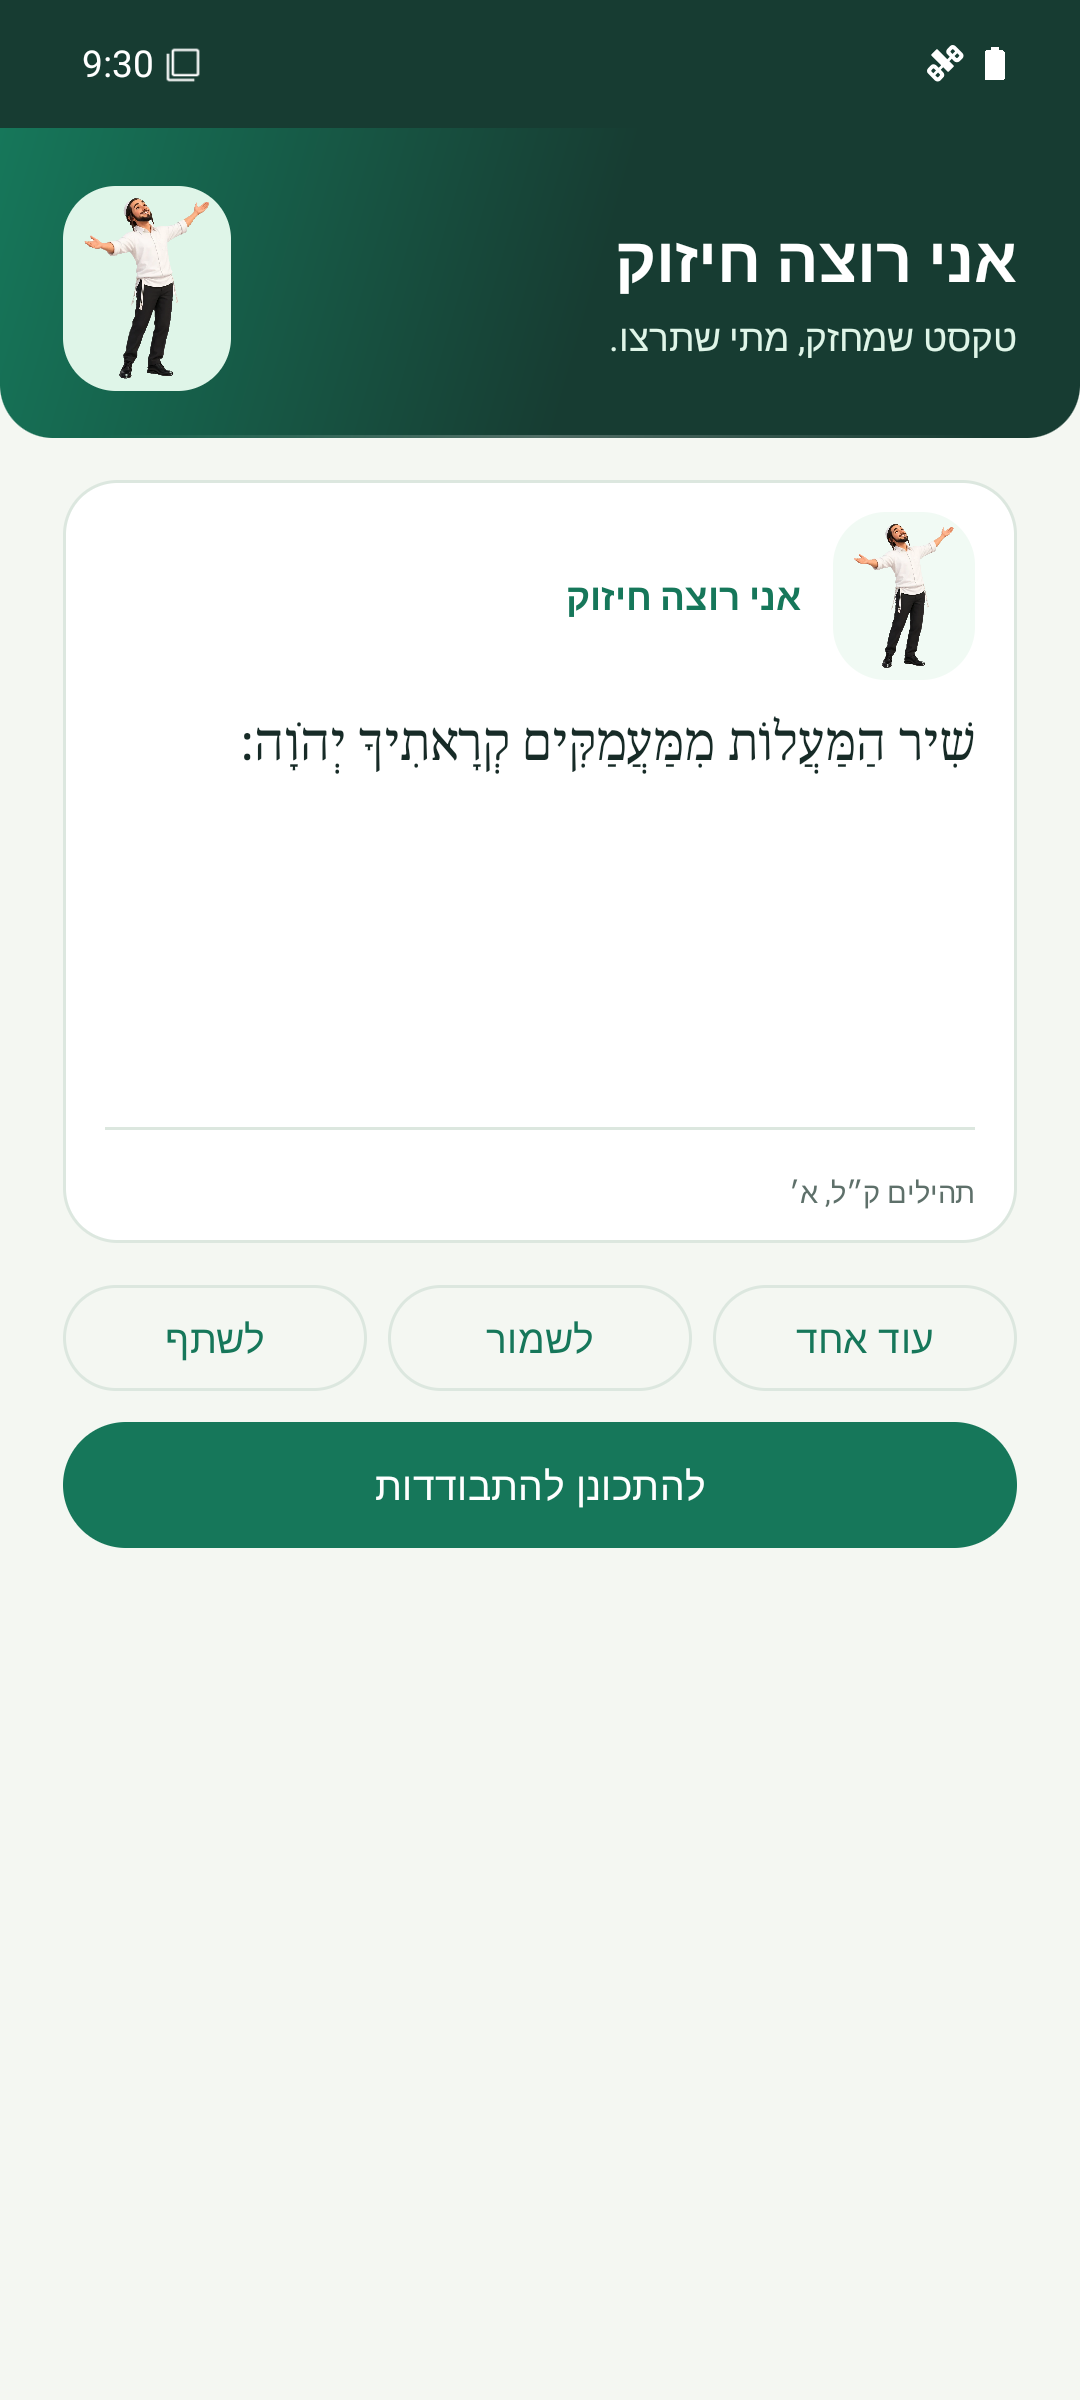 9:30
אני רוצה חיזוק
טקסט שמחזק, מתי שתרצו.
אני רוצה חיזוק
שִׁיר הַמַּעֲלוֹת מִמַּעֲמַקִּים קְרָאתִיךָ יְהֹוָה:
תהילים ק״ל, א׳
עוד אחד
לשמור
לשתף
להתכונן להתבודדות